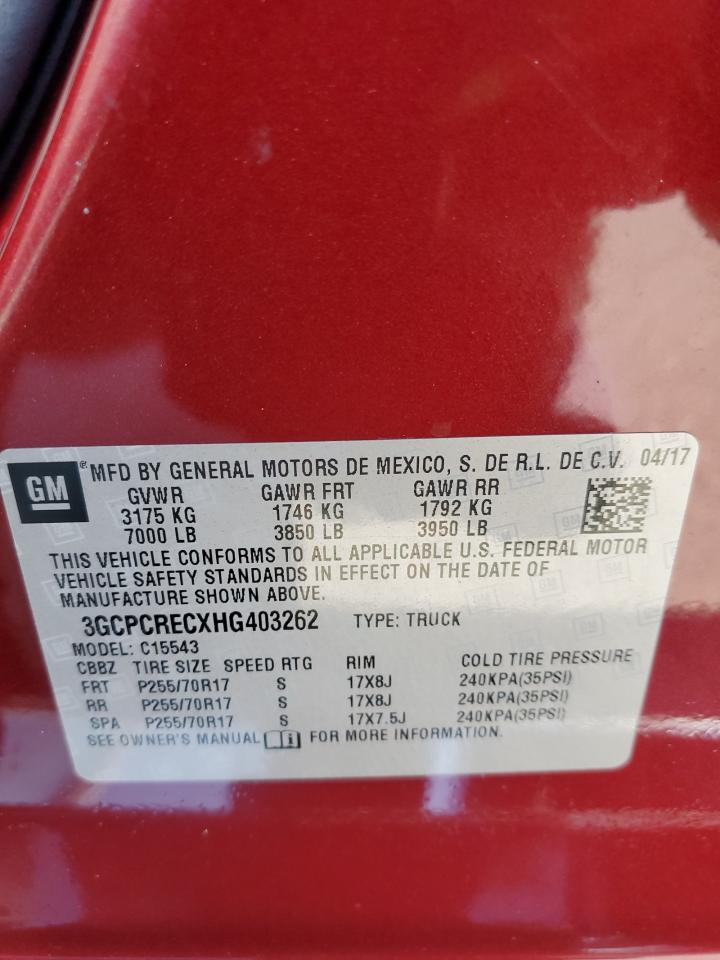 GM ® MFD BY GENERAL MOTORS DE MEXICO, S. DE R.L. DE C.V. 04/17
GVWR GAWR FRT GAWR RR
3175 KG 1746 KG 1792 KG
7000 LB 3850 LB 3950 LB
THIS VEHICLE CONFORMS TO ALL APPLICABLE U.S. FEDERAL MOTOR
VEHICLE SAFETY STANDARDS IN EFFECT ON THE DATE OF
MANUFACTURE SHOWN ABOVE.
3GCPCRECXHG403262 TYPE: TRUCK
MODEL: C15543
CBBZ TIRE SIZE SPEED RTG RIM COLD TIRE PRESSURE
FRT P255/70R17 S 17X8J 240KPA(35PSI)
RR P255/70R17 S 17X8J 240KPA(35PSI)
SPA P255/70R17 S 17X7.5J 240KPA(35PSI)
SEE OWNER'S MANUAL i FOR MORE INFORMATION.